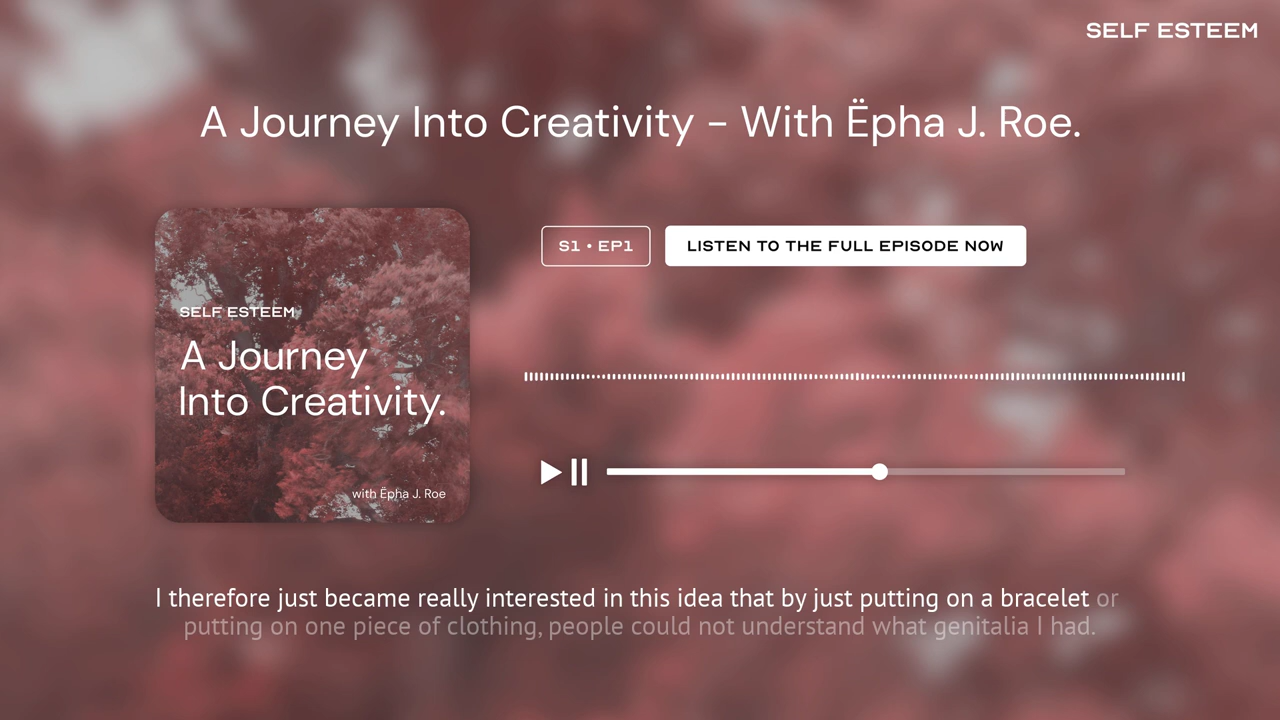 SELF ESTEEM
A Journey Into Creativity – With Ëpha J. Roe.
S1 • EP1
LISTEN TO THE FULL EPISODE NOW
SELF ESTEEM
A Journey
Into Creativity.
with Ëpha J. Roe
I therefore just became really interested in this idea that by just putting on a bracelet or
putting on one piece of clothing, people could not understand what genitalia I had.